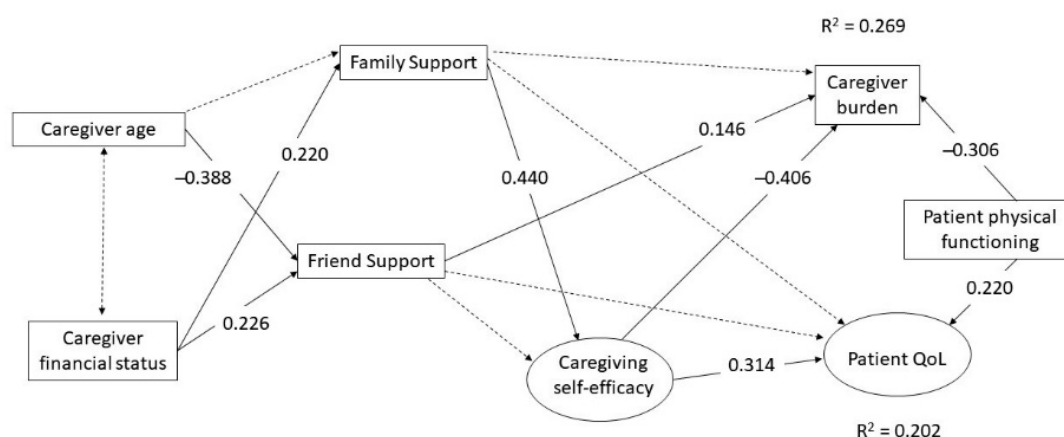 R² = 0.269
Family Support
Caregiver
burden
Caregiver age
0.146
0.220
–0.388
–0.306
0.440
–0.406
Patient physical
functioning
Friend Support
0.220
0.226
Caregiver
financial status
Caregiving
self-efficacy
0.314
Patient QoL
R² = 0.202